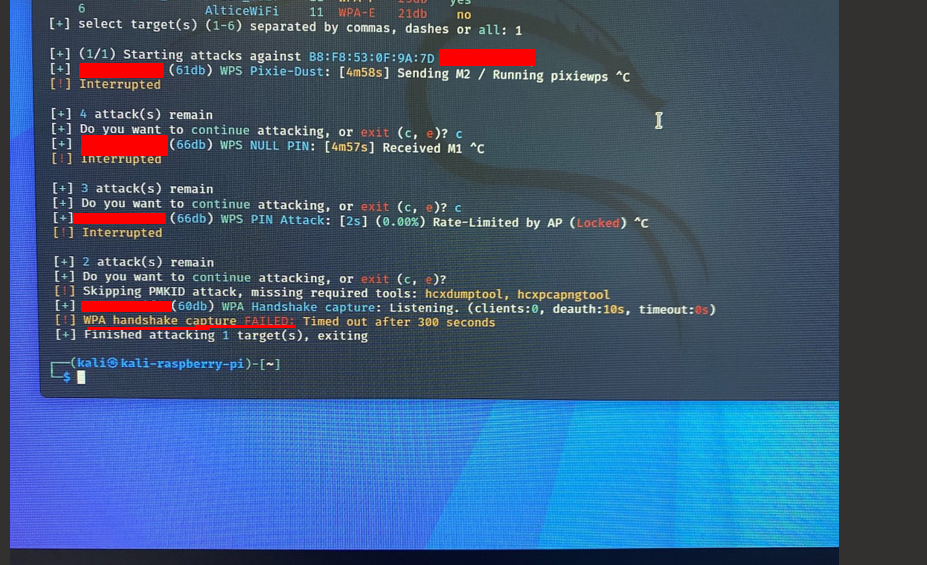 yes
6 AlticeWiFi 11 WPA-E 21db no
[+] select target(s) (1-6) separated by commas, dashes or all: 1
[+] (1/1) Starting attacks against B8:F8:53:0F:9A:7D
[+] (61db) WPS Pixie-Dust: [4m58s] Sending M2 / Running pixiewps ^C
[!] Interrupted
[+] 4 attack(s) remain
[+] Do you want to continue attacking, or exit (c, e)? c
[+] (66db) WPS NULL PIN: [4m57s] Received M1 ^C
[!] Interrupted
[+] 3 attack(s) remain
[+] Do you want to continue attacking, or exit (c, e)? c
[+] (66db) WPS PIN Attack: [2s] (0.00%) Rate-Limited by AP (Locked) ^C
[!] Interrupted
[+] 2 attack(s) remain
[+] Do you want to continue attacking, or exit (c, e)?
[!] Skipping PMKID attack, missing required tools: hcxdumptool, hcxpcapngtool
[+] (60db) WPA Handshake capture: Listening. (clients:0, deauth:10s, timeout:0s)
[!] WPA handshake capture FAILED: Timed out after 300 seconds
[+] Finished attacking 1 target(s), exiting
┌──(kali㉿kali-raspberry-pi)-[~]
└─$